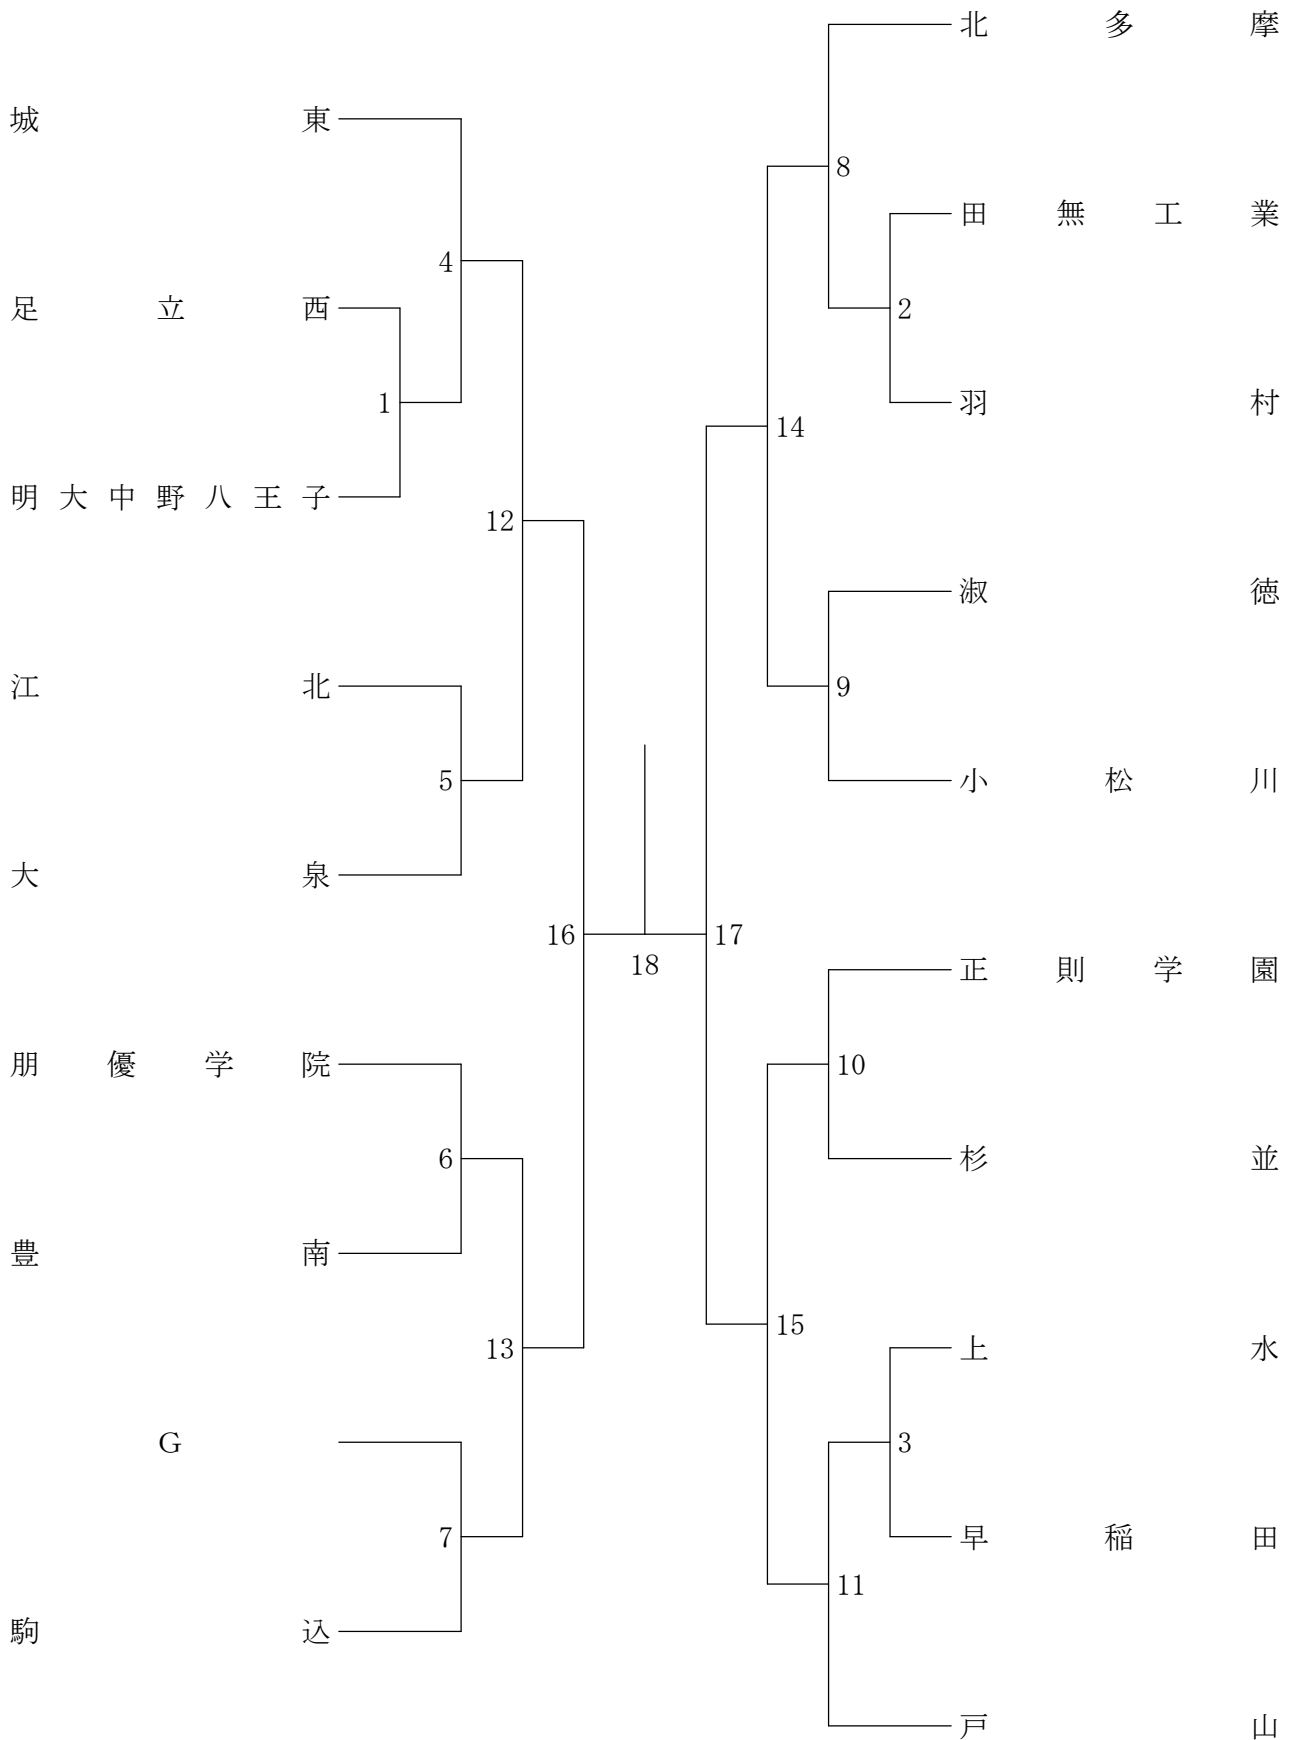 北多摩
城東
8
田無工業
4
足立西
2
1
羽村
14
明大中野八王子
12
淑徳
江北
9
5
小松川
大泉
16
17
18
正則学園
朋優学院
10
6
杉並
豊南
15
13
上水
G
3
7
早稲田
11
駒込
戸山